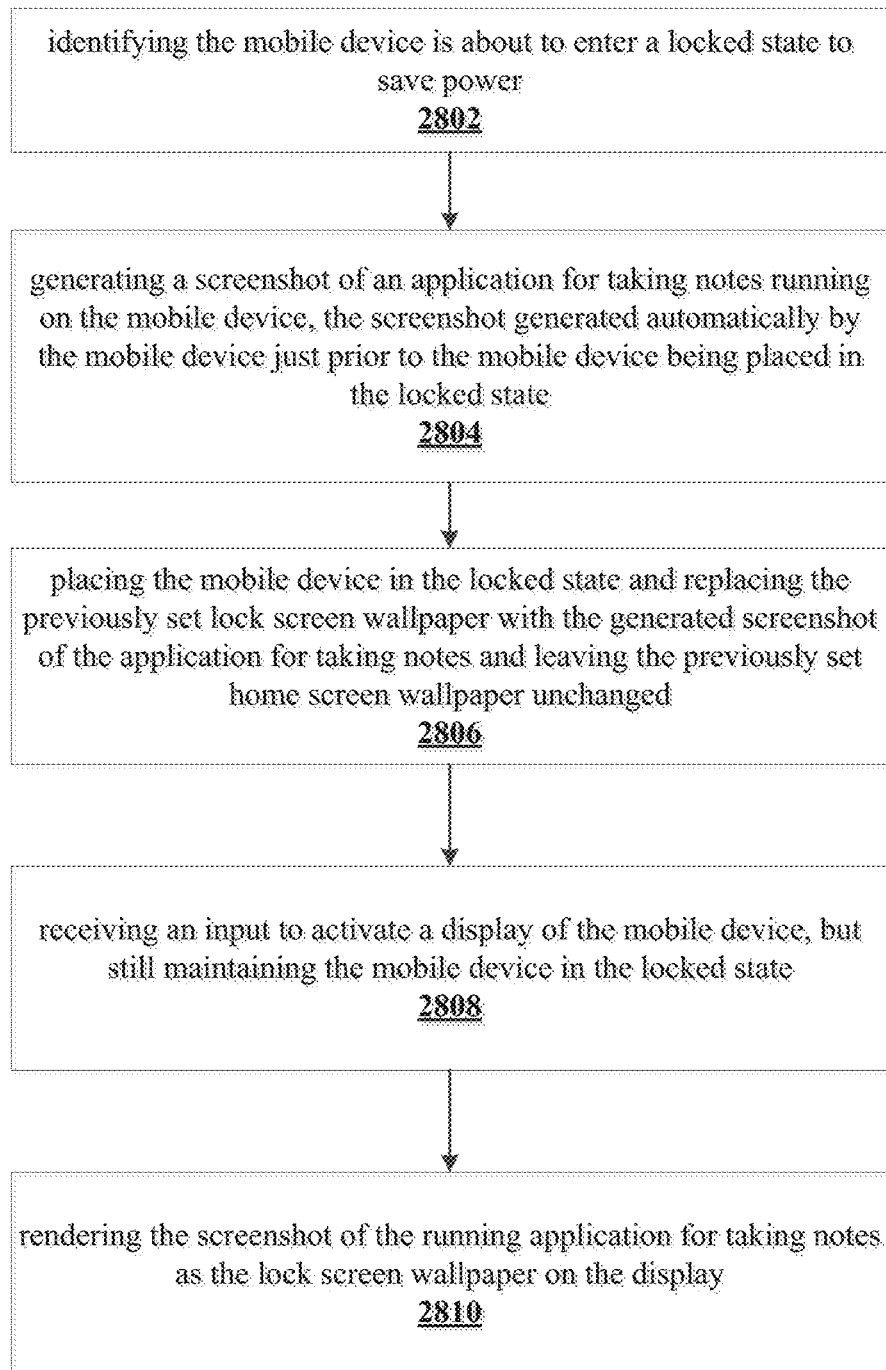 identifying the mobile device is about to enter a locked state to
save power
2802
generating a screenshot of an application for taking notes running
on the mobile device, the screenshot generated automatically by
the mobile device just prior to the mobile device being placed in
the locked state
2804
placing the mobile device in the locked state and replacing the
previously set lock screen wallpaper with the generated screenshot
of the application for taking notes and leaving the previously set
home screen wallpaper unchanged
2806
receiving an input to activate a display of the mobile device, but
still maintaining the mobile device in the locked state
2808
rendering the screenshot of the running application for taking notes
as the lock screen wallpaper on the display
2810